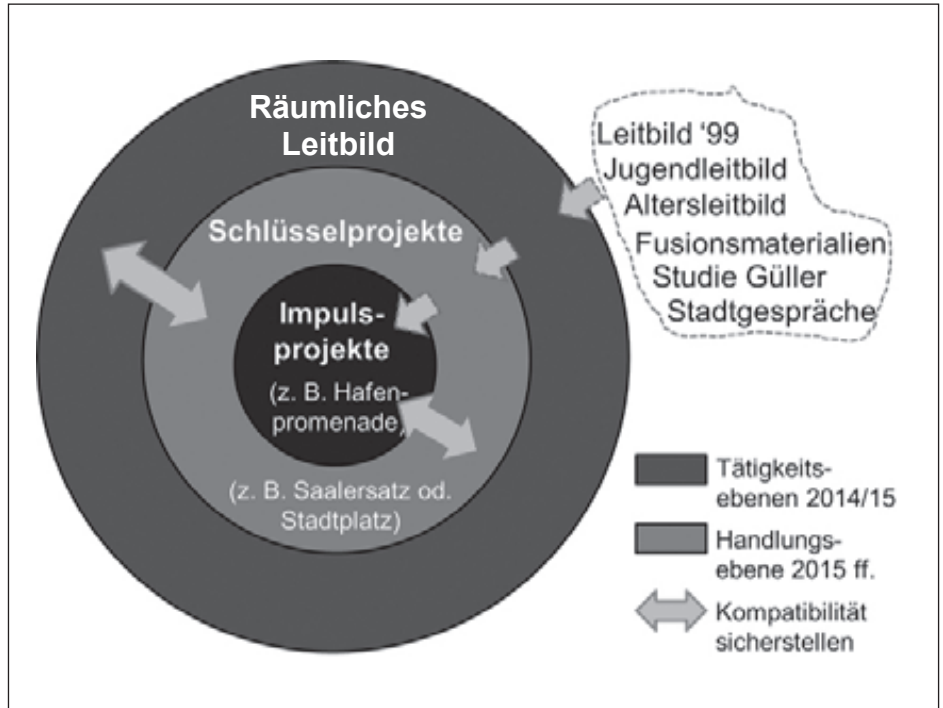 Räumliches
Leitbild
Schlüsselprojekte
Impuls-
projekte
(z. B. Hafen-
promenade)
(z. B. Saalersatz od.
Stadtplatz)
Leitbild ‘99
Jugendleitbild
Altersleitbild
Fusionsmaterialien
Studie Güller
Stadtgespräche
Tätigkeits-
ebenen 2014/15
Handlungs-
ebene 2015 ff.
Kompatibilität
sicherstellen